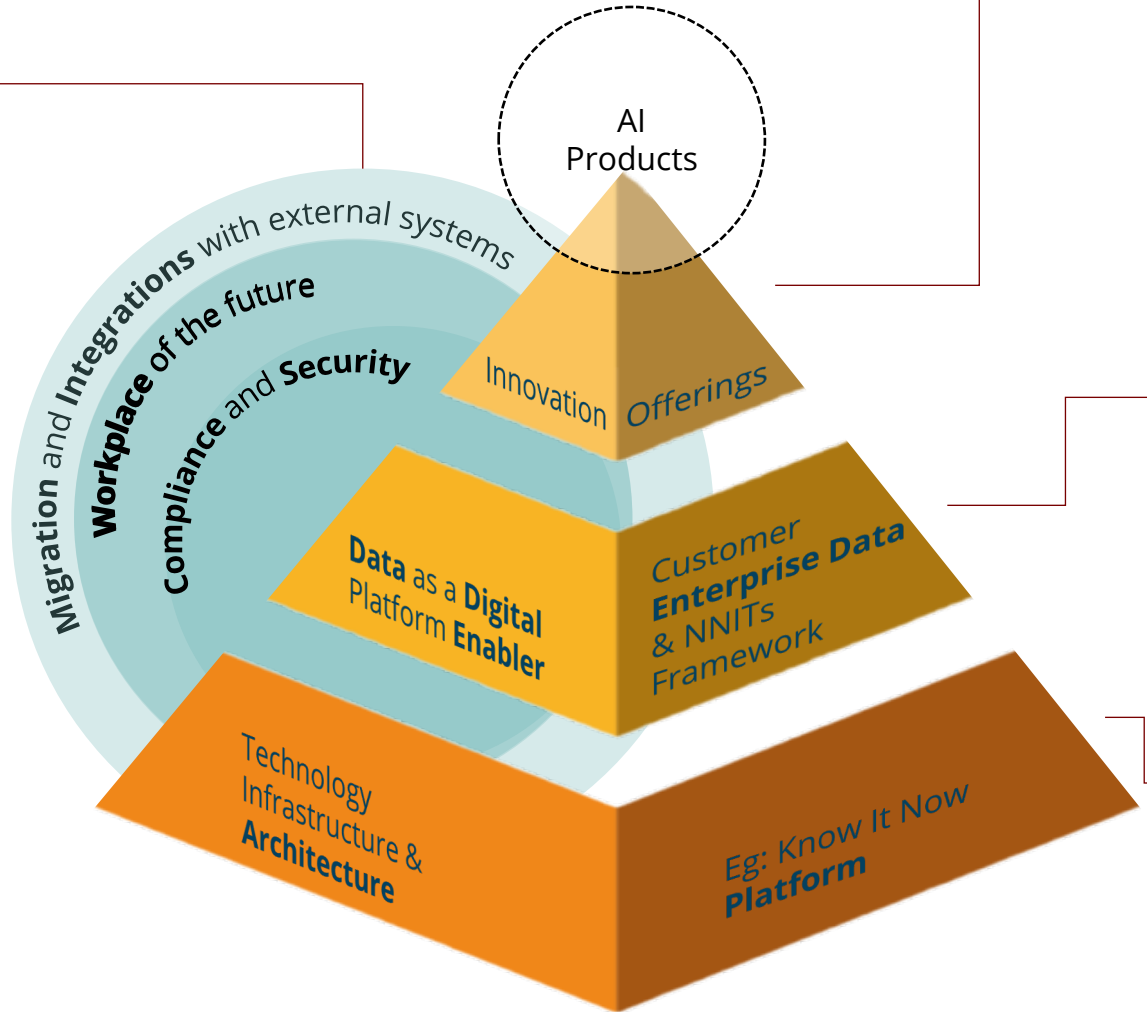 AI
Products
Migration and Integrations with external systems
Workplace of the future
Compliance and Security
Innovation
Offerings
Data as a Digital
Platform Enabler
Customer
Enterprise Data
& NNITs
Framework
Technology
Infrastructure &
Architecture
Eg: Know It Now
Platform